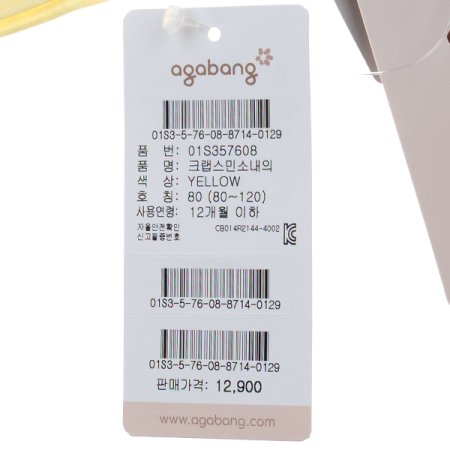 agabang
01S3-5-76-08-8714-0129
품 번: 01S357608
품 명: 크랩스민소내의
색 상: YELLOW
호 칭: 80 (80~120)
사용연령: 12개월 이하
자율안전확인
신고필증번호 CB014R2144-4002
01S3-5-76-08-8714-0129
01S3-5-76-08-8714-0129
판매가격: 12,900
www.agabang.com